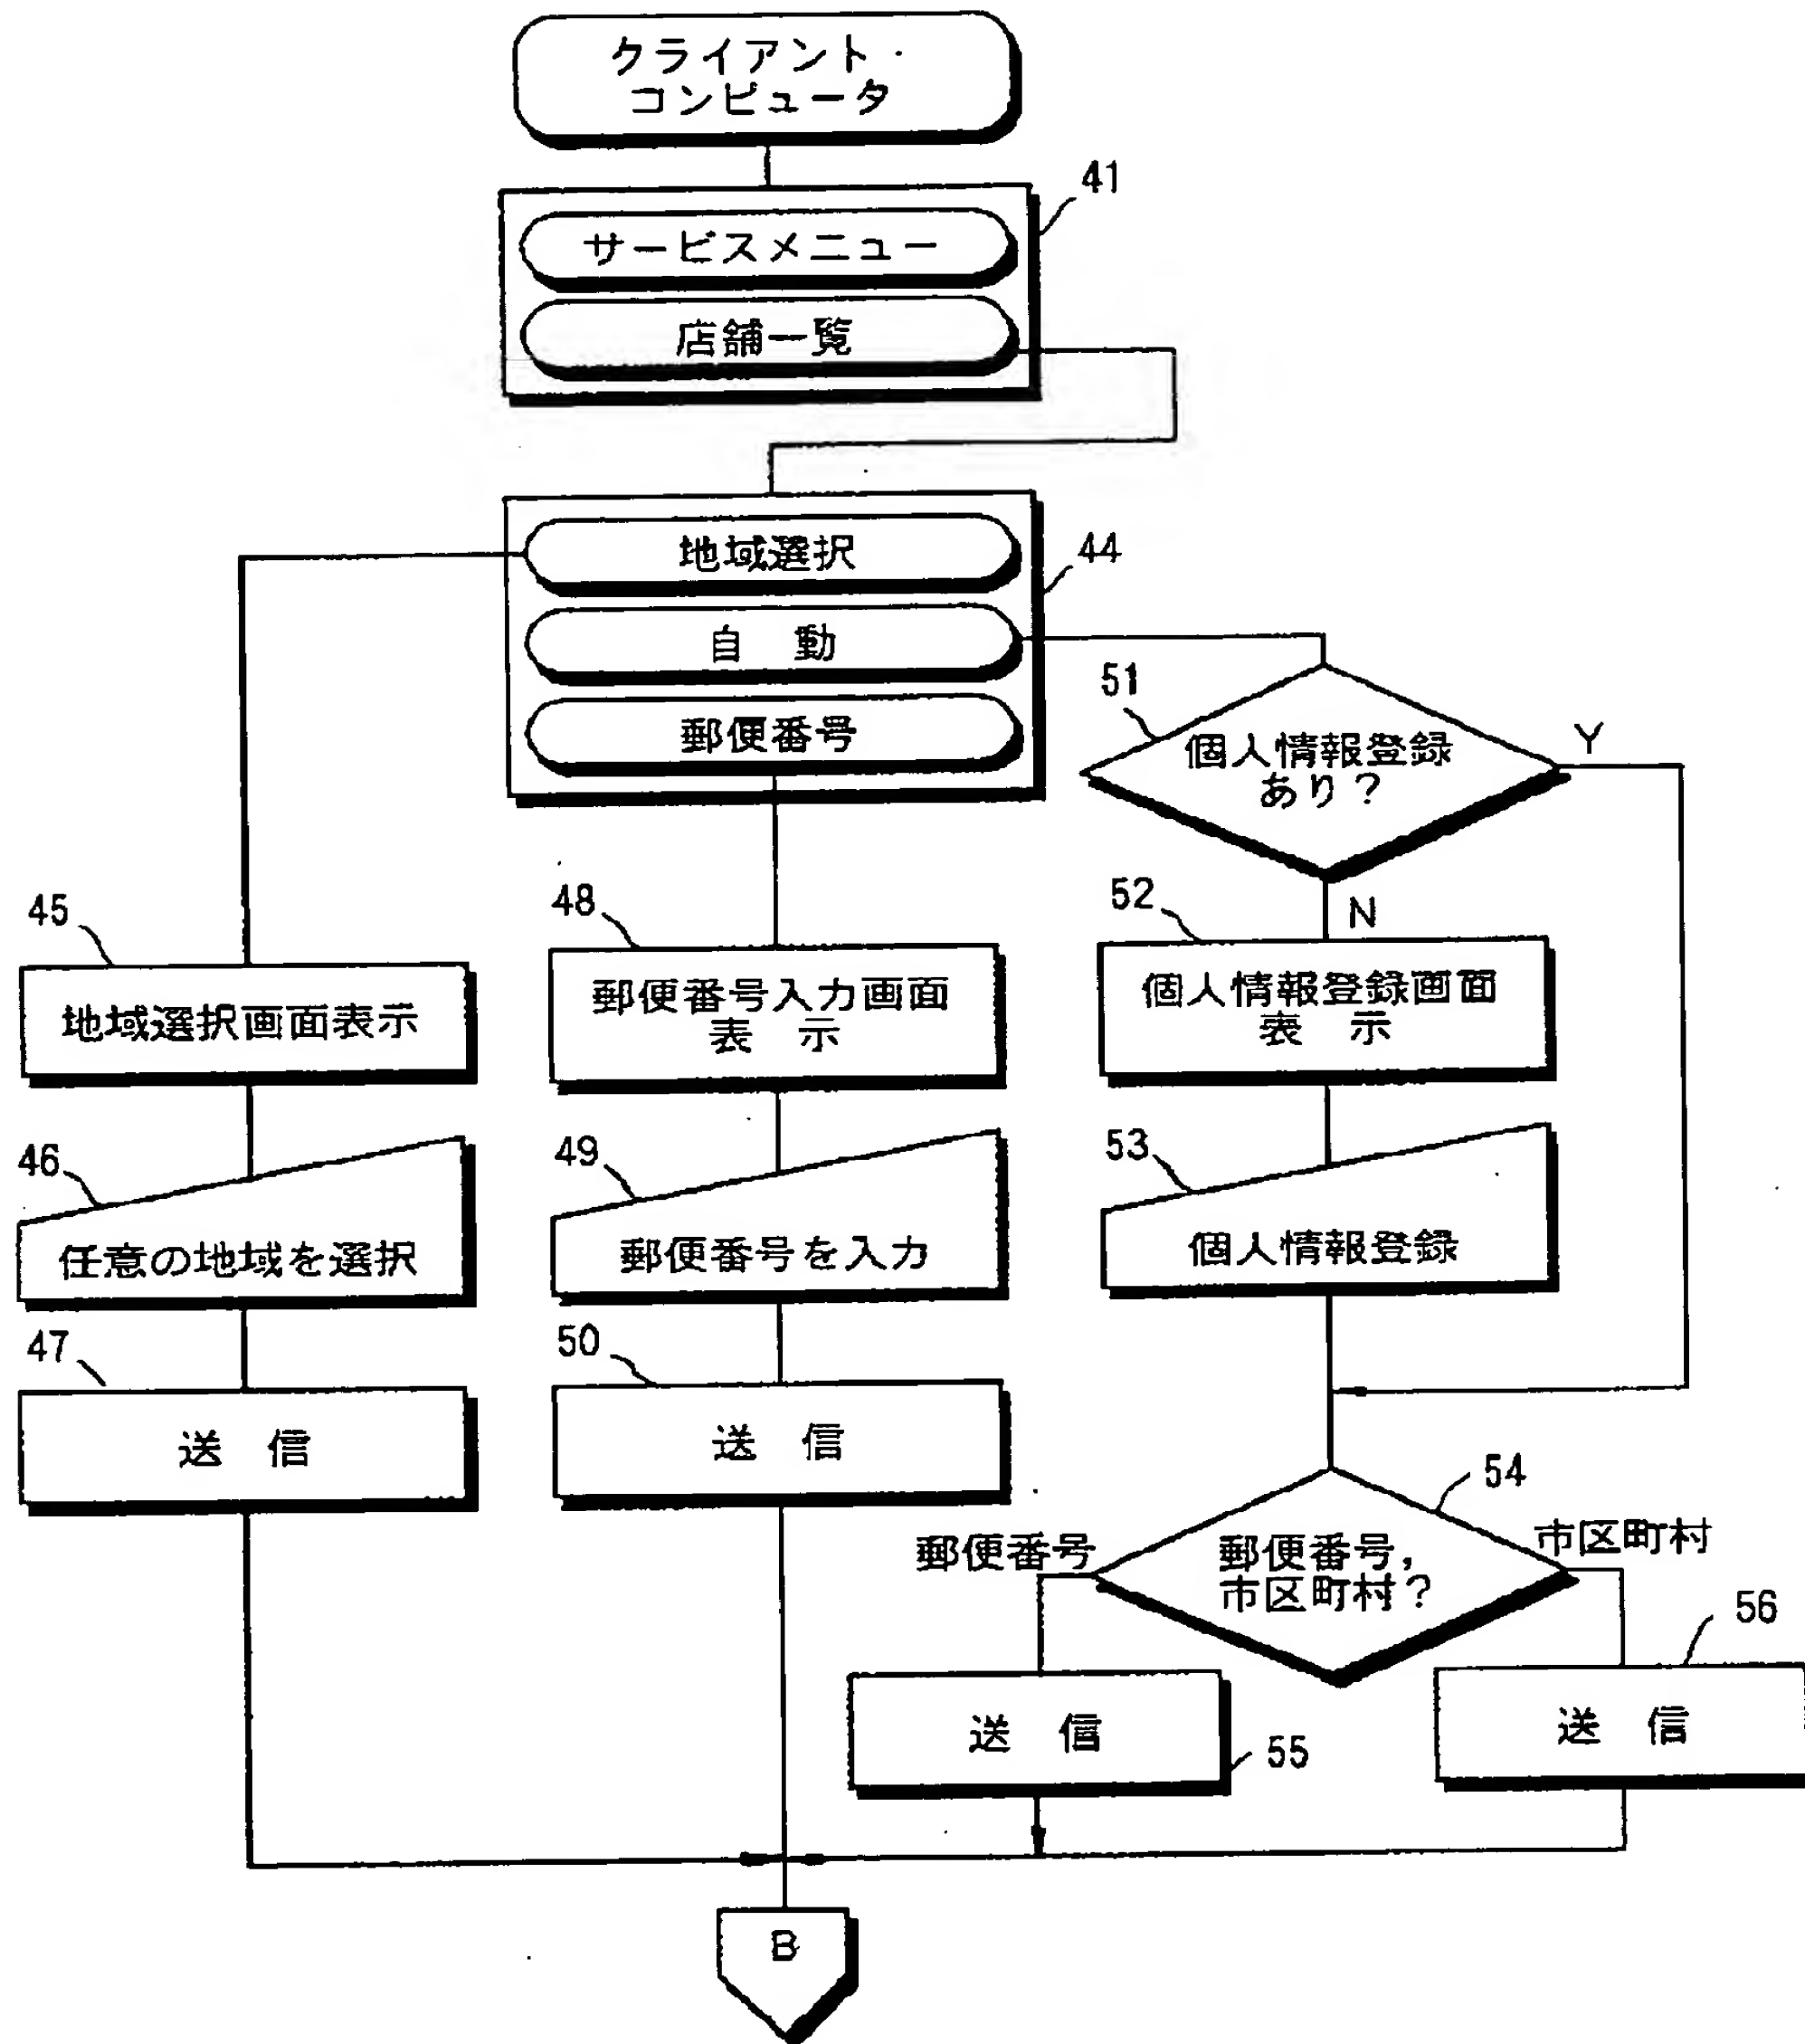 クライアント
コンピュータ
41
サービスメニュー
店舗一覧
44
地域選択
自 動
郵便番号
51
個人情報登録
あり?
Y
N
45
地域選択画面表示
48
郵便番号入力画面
表 示
52
個人情報登録画面
表 示
46
任意の地域を選択
49
郵便番号を入力
53
個人情報登録
47
送 信
50
送 信
54
郵便番号
郵便番号,
市区町村?
市区町村
送 信
55
56
送 信
B